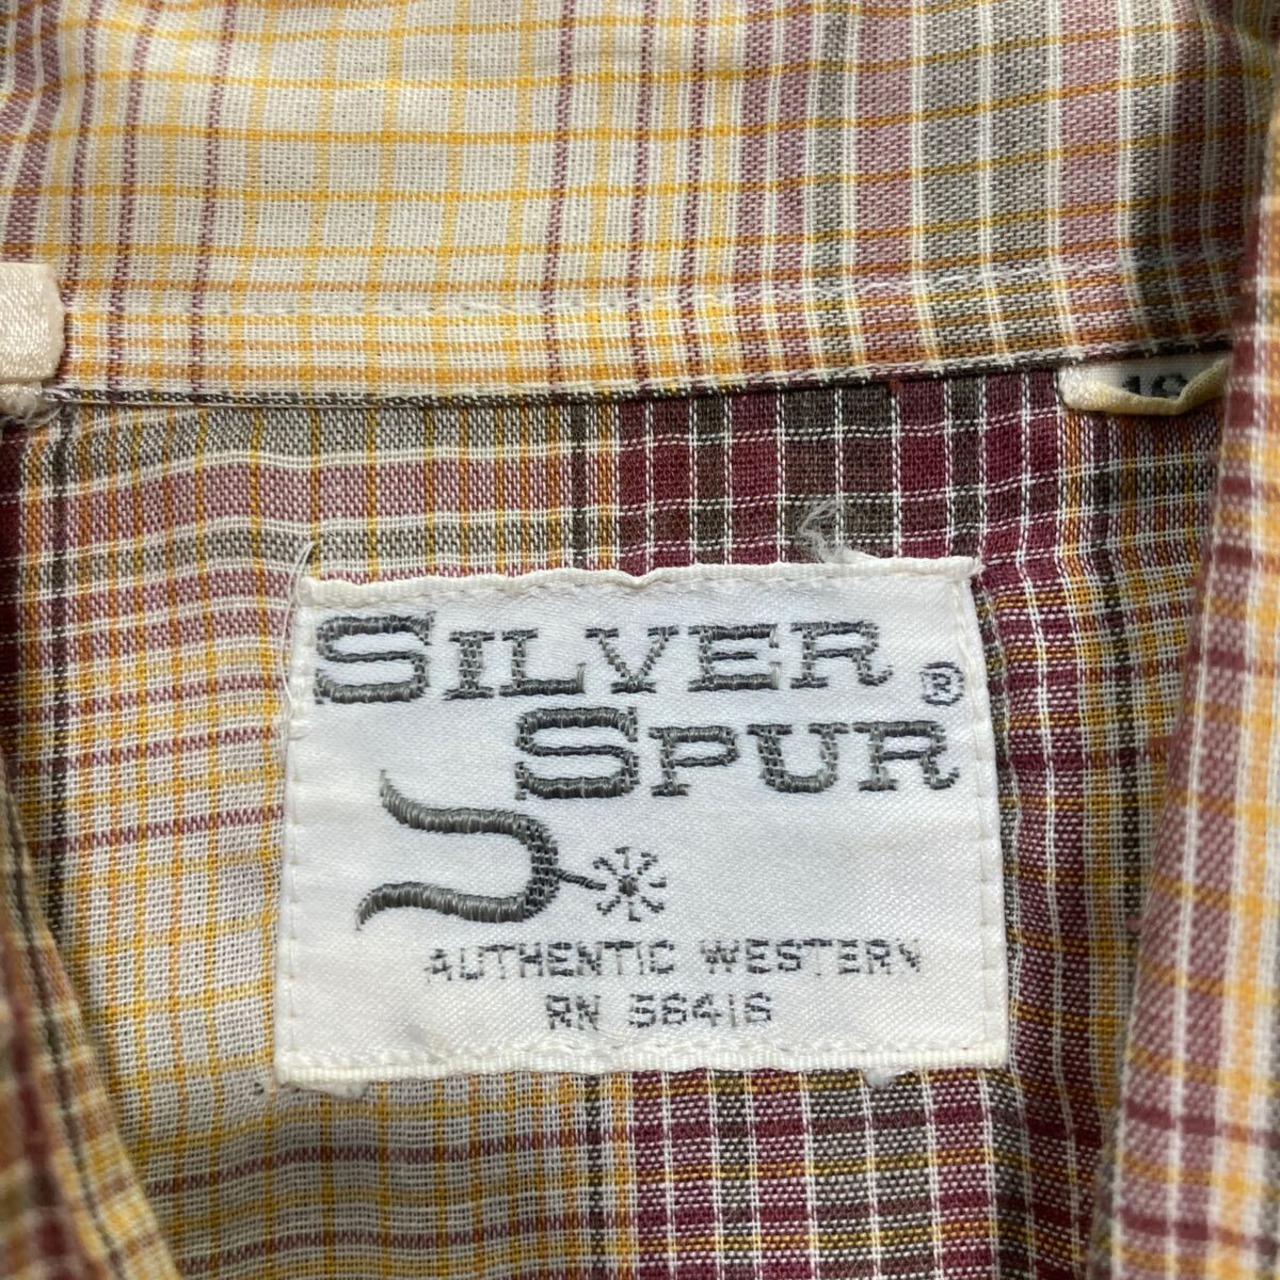 SILVER ®
SPUR
AUTHENTIC WESTERN
RN 56416